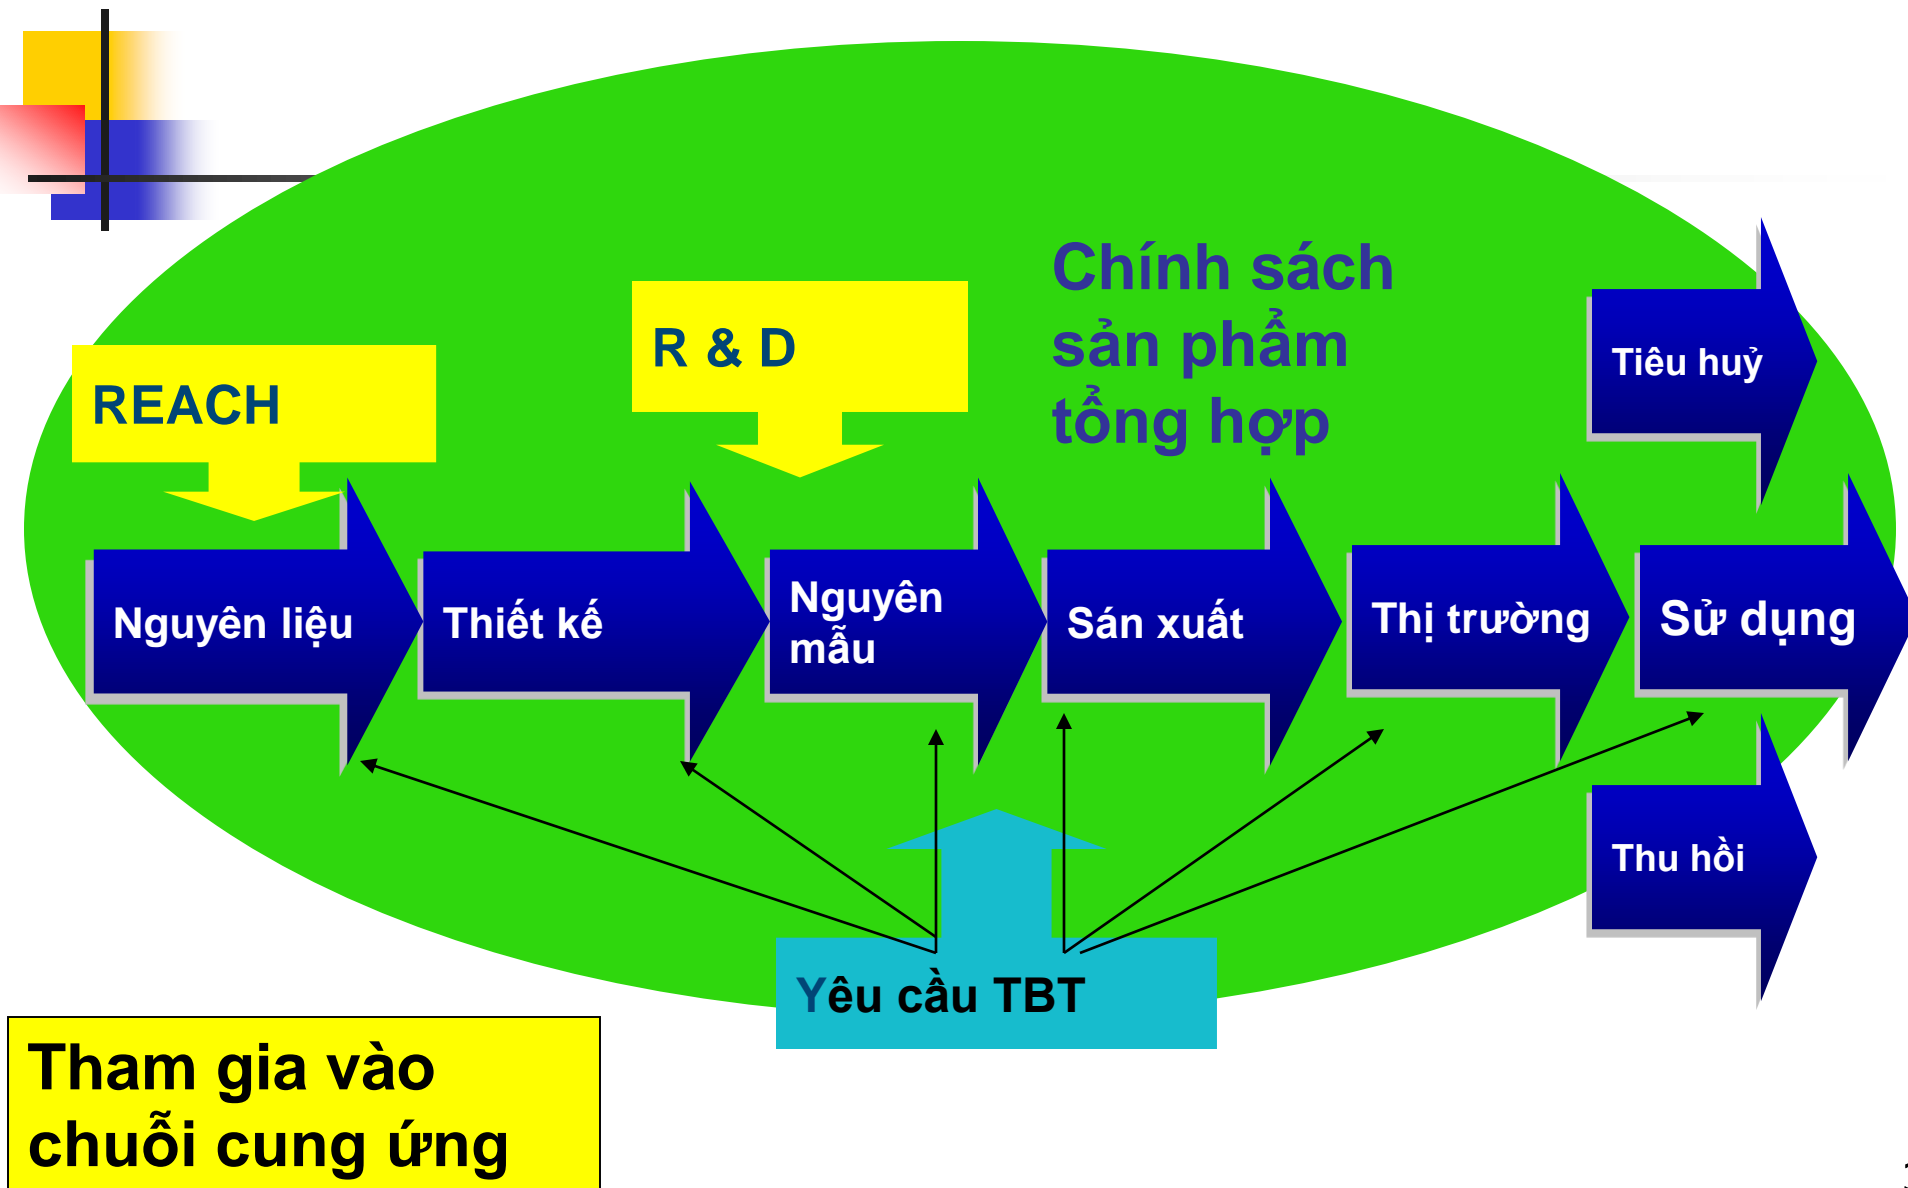 Chính sách
sản phẩm
tổng hợp
R & D
REACH
Tiêu huỷ
Nguyên liệu
Thiết kế
Nguyên
mẫu
Sán xuất
Thị trường
Sử dụng
Thu hồi
Yêu cầu TBT
Tham gia vào
chuỗi cung ứng